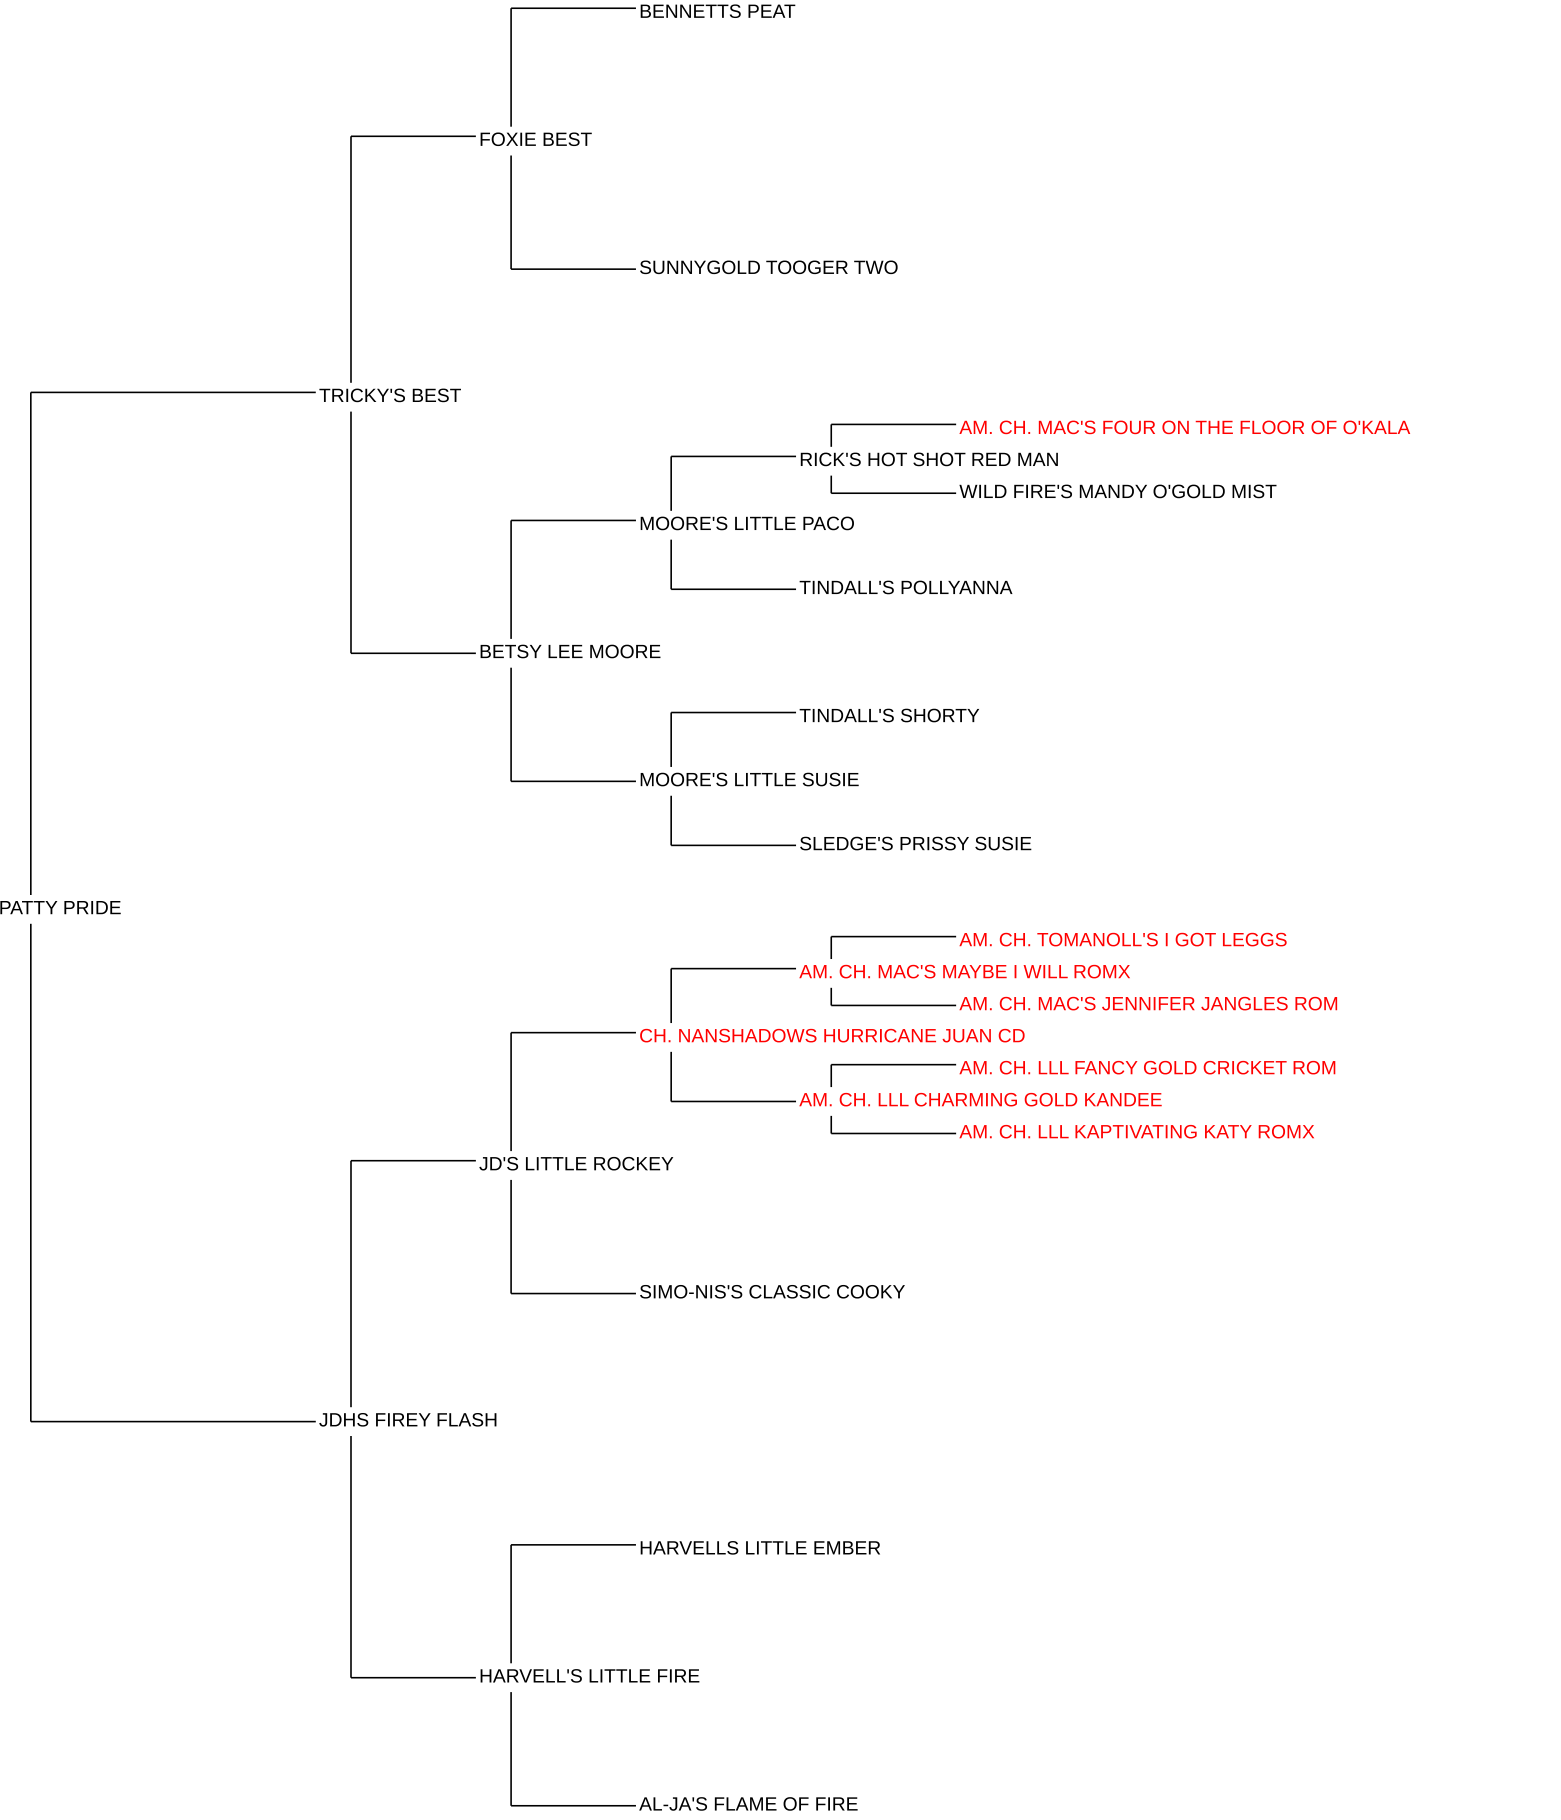 BENNETTS PEAT
FOXIE BEST
SUNNYGOLD TOOGER TWO
TRICKY'S BEST
AM. CH. MAC'S FOUR ON THE FLOOR OF O'KALA
RICK'S HOT SHOT RED MAN
WILD FIRE'S MANDY O'GOLD MIST
MOORE'S LITTLE PACO
TINDALL'S POLLYANNA
BETSY LEE MOORE
TINDALL'S SHORTY
MOORE'S LITTLE SUSIE
SLEDGE'S PRISSY SUSIE
PATTY PRIDE
AM. CH. TOMANOLL'S I GOT LEGGS
AM. CH. MAC'S MAYBE I WILL ROMX
AM. CH. MAC'S JENNIFER JANGLES ROM
CH. NANSHADOWS HURRICANE JUAN CD
AM. CH. LLL FANCY GOLD CRICKET ROM
AM. CH. LLL CHARMING GOLD KANDEE
AM. CH. LLL KAPTIVATING KATY ROMX
JD'S LITTLE ROCKEY
SIMO-NIS'S CLASSIC COOKY
JDHS FIREY FLASH
HARVELLS LITTLE EMBER
HARVELL'S LITTLE FIRE
AL-JA'S FLAME OF FIRE